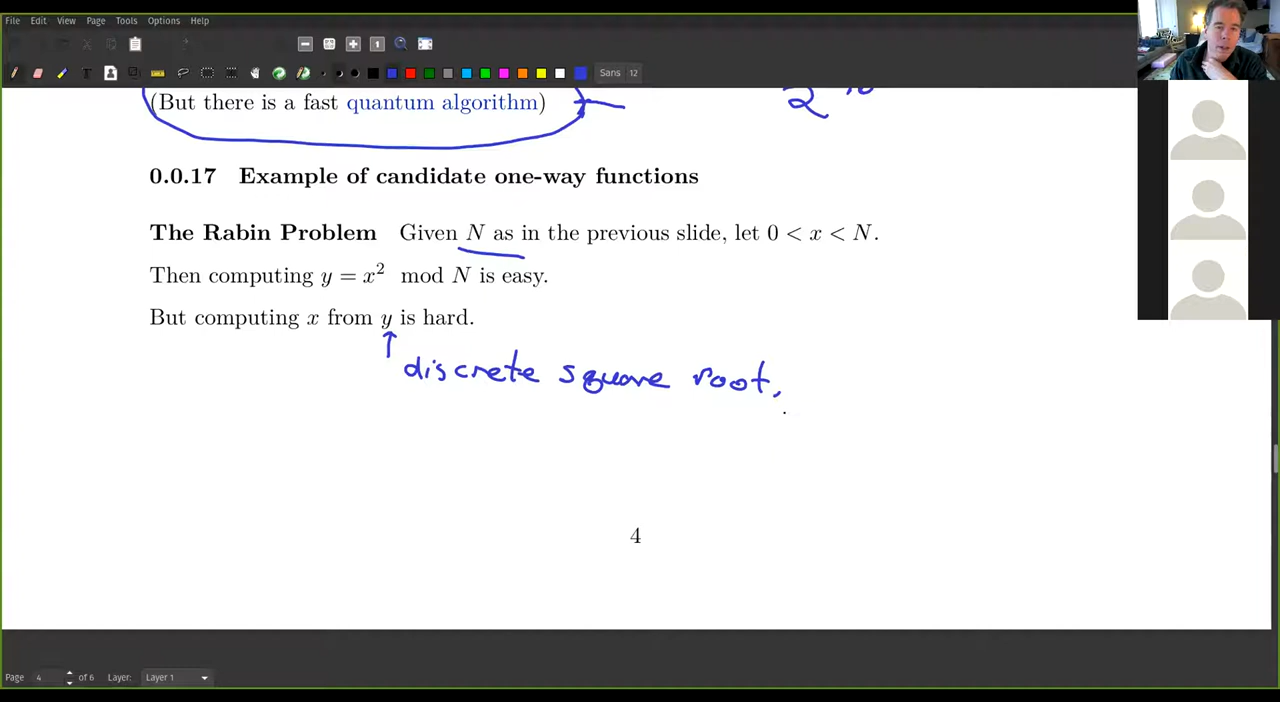 File Edit View Page Tools Options Help
Sans 12
(But there is a fast quantum algorithm)
0.0.17 Example of candidate one-way functions
The Rabin Problem Given N as in the previous slide, let 0 < x < N.
Then computing y = x² mod N is easy.
But computing x from y is hard.
↑
discrete square root.
4
Page 4 of 6 Layer: Layer 1